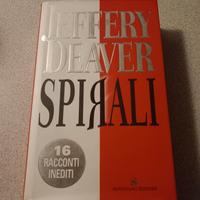 JEFFERY
DEAVER
SPIRALI
16
RACCONTI
INEDITI